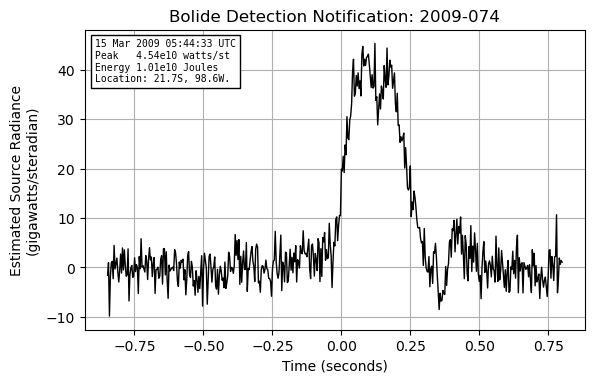 Bolide Detection Notification: 2009-074
15 Mar 2009 05:44:33 UTC
Peak   4.54e10 watts/st
Energy 1.01e10 Joules
Location: 21.7S, 98.6W.
Estimated Source Radiance
(gigawatts/steradian)
40
30
20
10
0
−10
−0.75 −0.50 −0.25 0.00 0.25 0.50 0.75
Time (seconds)